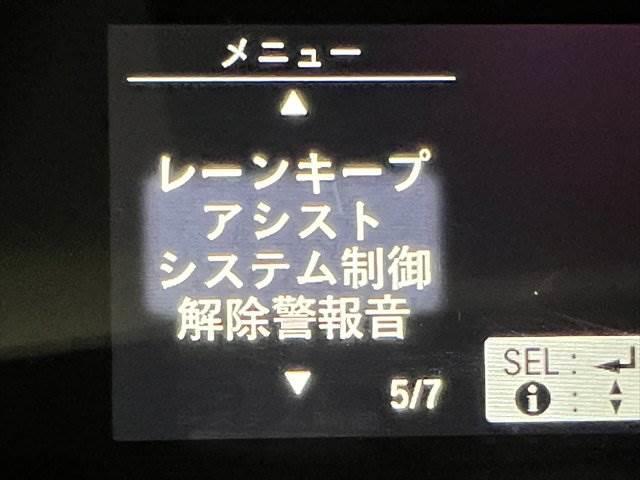 メニュー
▲
レーンキープ
アシスト
システム制御
解除警報音
▼
5/7
SEL :
i :